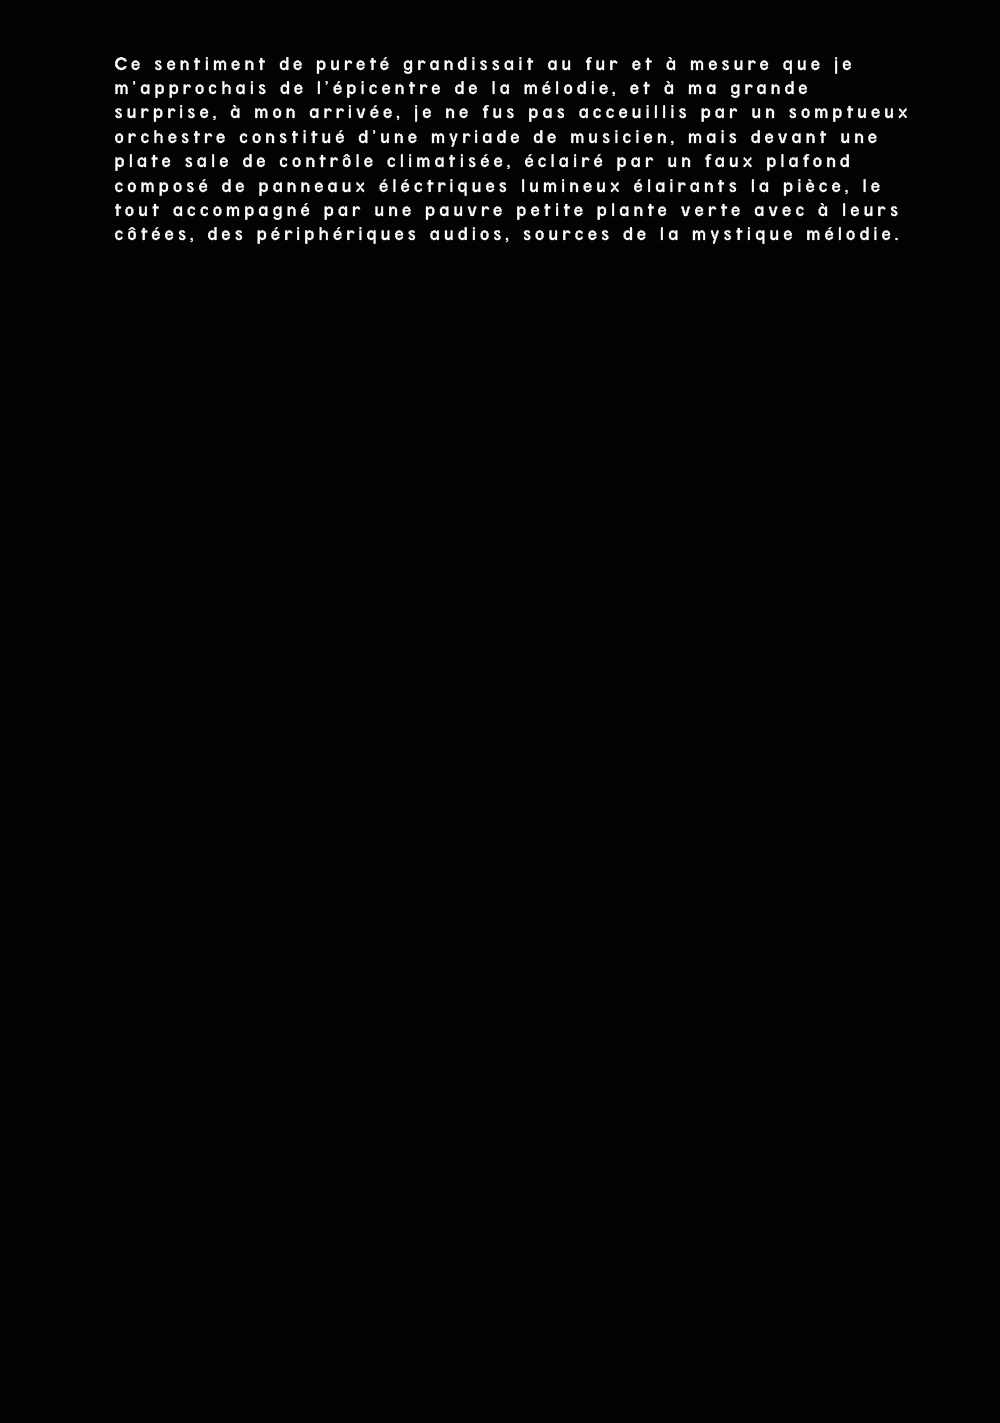 Ce sentiment de pureté grandissait au fur et à mesure que je
m'approchais de l'épicentre de la mélodie, et à ma grande
surprise, à mon arrivée, je ne fus pas acceuillis par un somptueux
orchestre constitué d'une myriade de musicien, mais devant une
plate sale de contrôle climatisée, éclairé par un faux plafond
composé de panneaux éléctriques lumineux élairants la pièce, le
tout accompagné par une pauvre petite plante verte avec à leurs
côtées, des périphériques audios, sources de la mystique mélodie.